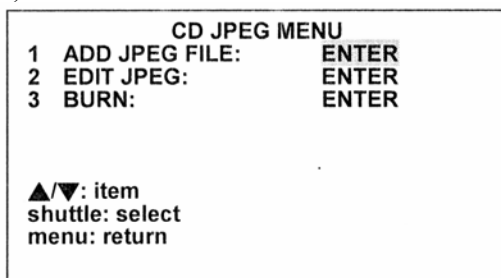 CD JPEG MENU
1 ADD JPEG FILE: ENTER
2 EDIT JPEG: ENTER
3 BURN: ENTER
▲/▼: item
shuttle: select
menu: return